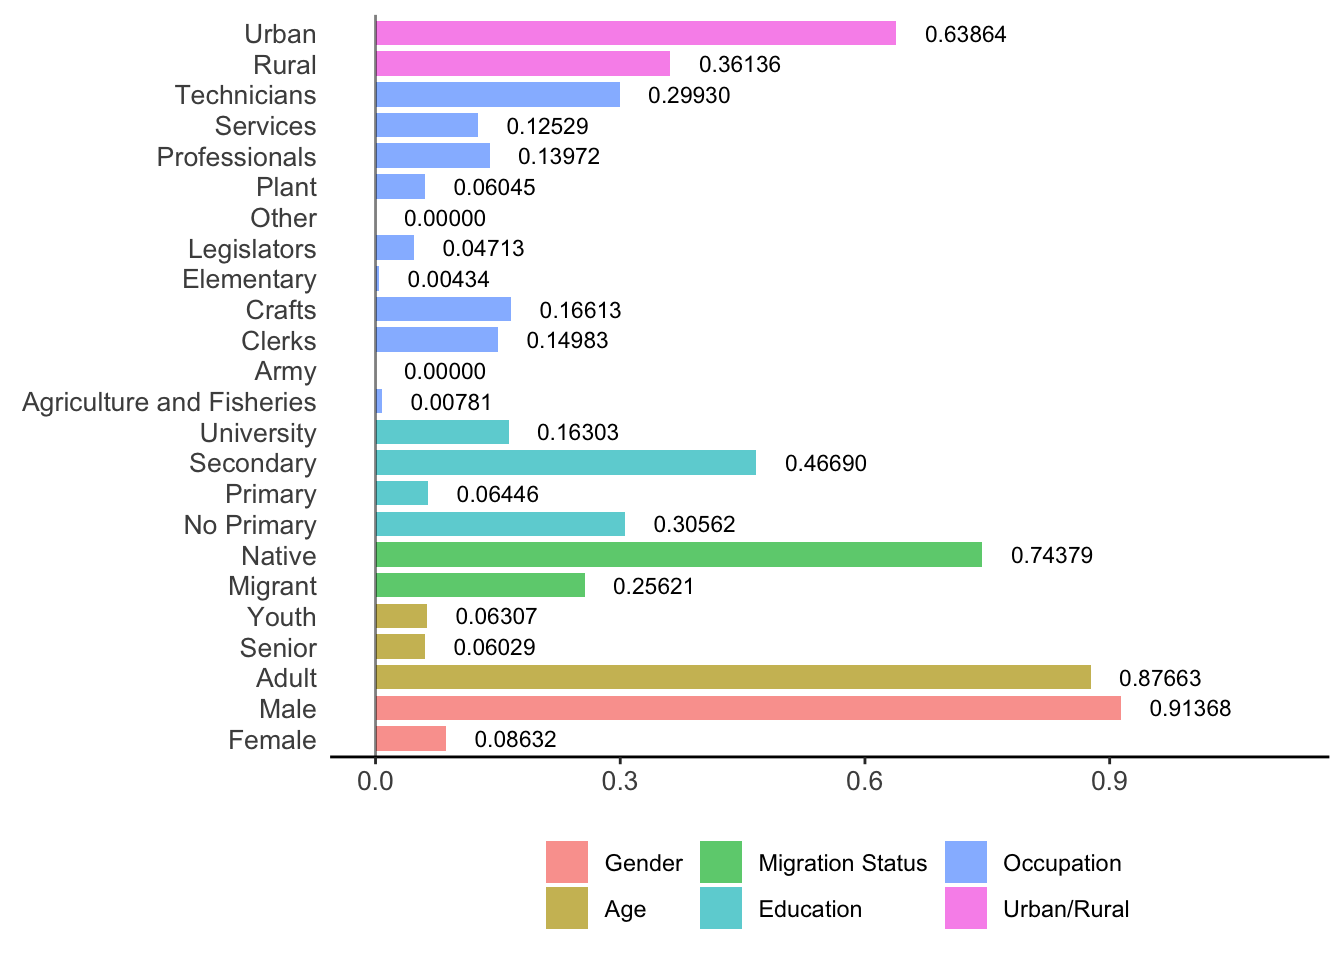 Urban 0.63864
Rural 0.36136
Technicians 0.29930
Services 0.12529
Professionals 0.13972
Plant 0.06045
Other 0.00000
Legislators 0.04713
Elementary 0.00434
Crafts 0.16613
Clerks 0.14983
Army 0.00000
Agriculture and Fisheries 0.00781
University 0.16303
Secondary 0.46690
Primary 0.06446
No Primary 0.30562
Native 0.74379
Migrant 0.25621
Youth 0.06307
Senior 0.06029
Adult 0.87663
Male 0.91368
Female 0.08632
0.0 0.3 0.6 0.9
Gender Migration Status Occupation
Age Education Urban/Rural